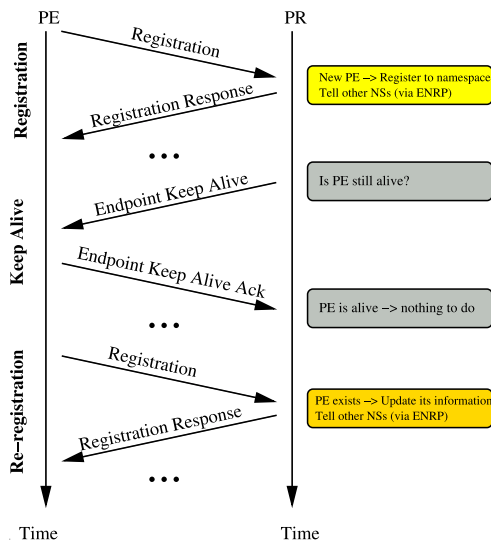 PE
PR
Registration
Registration
New PE −> Register to namespace
Tell other NSs (via ENRP)
Registration Response
...
Keep Alive
Is PE still alive?
Endpoint Keep Alive
Endpoint Keep Alive Ack
PE is alive −> nothing to do
...
Re−registration
Registration
PE exists −> Update its information
Tell other NSs (via ENRP)
Registration Response
...
Time
Time